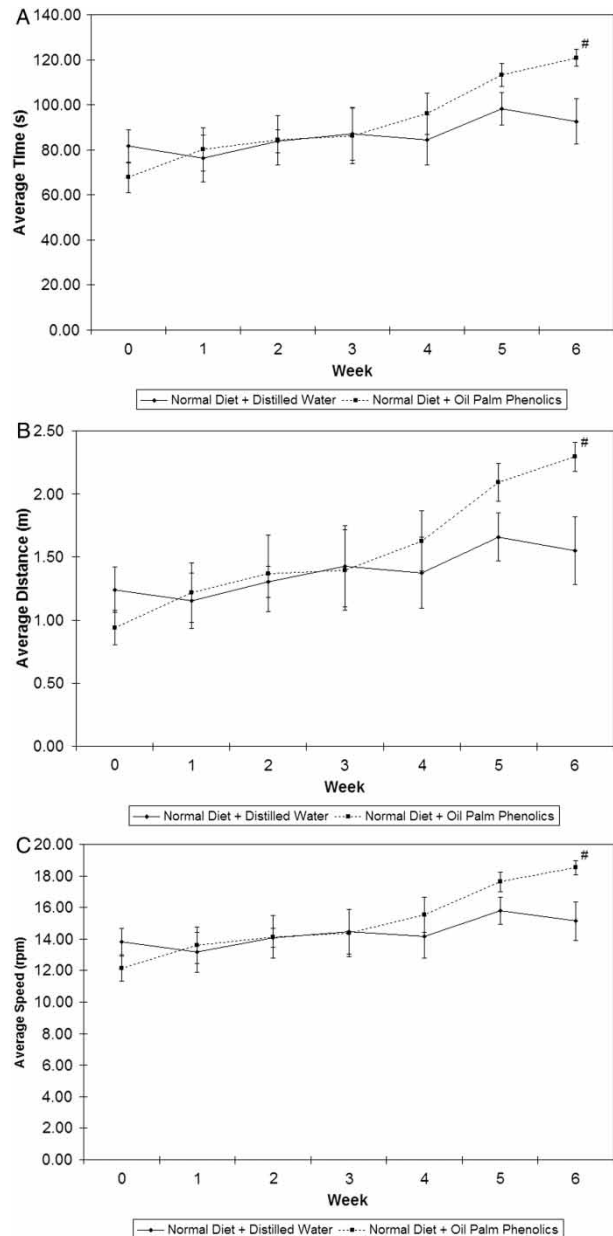 A
140.00
120.00
100.00
80.00
60.00
40.00
20.00
0.00
Average Time (s)
#
0 1 2 3 4 5 6
Week
Normal Diet + Distilled Water Normal Diet + Oil Palm Phenolics
B
2.50
2.00
1.50
1.00
0.50
0.00
Average Distance (m)
#
0 1 2 3 4 5 6
Week
Normal Diet + Distilled Water Normal Diet + Oil Palm Phenolics
C
20.00
18.00
16.00
14.00
12.00
10.00
8.00
6.00
4.00
2.00
0.00
Average Speed (rpm)
#
0 1 2 3 4 5 6
Week
Normal Diet + Distilled Water Normal Diet + Oil Palm Phenolics